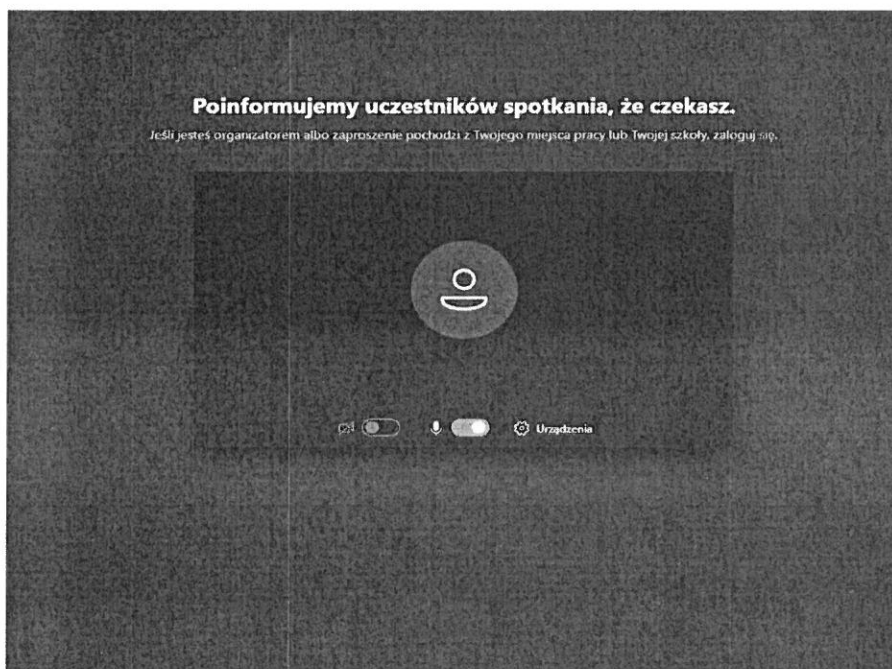 Poinformujemy uczestników spotkania, że czekasz.
Jeśli jesteś organizatorem albo zaproszenie pochodzi z Twojego miejsca pracy lub Twojej szkoły, zaloguj się.
Urządzenia